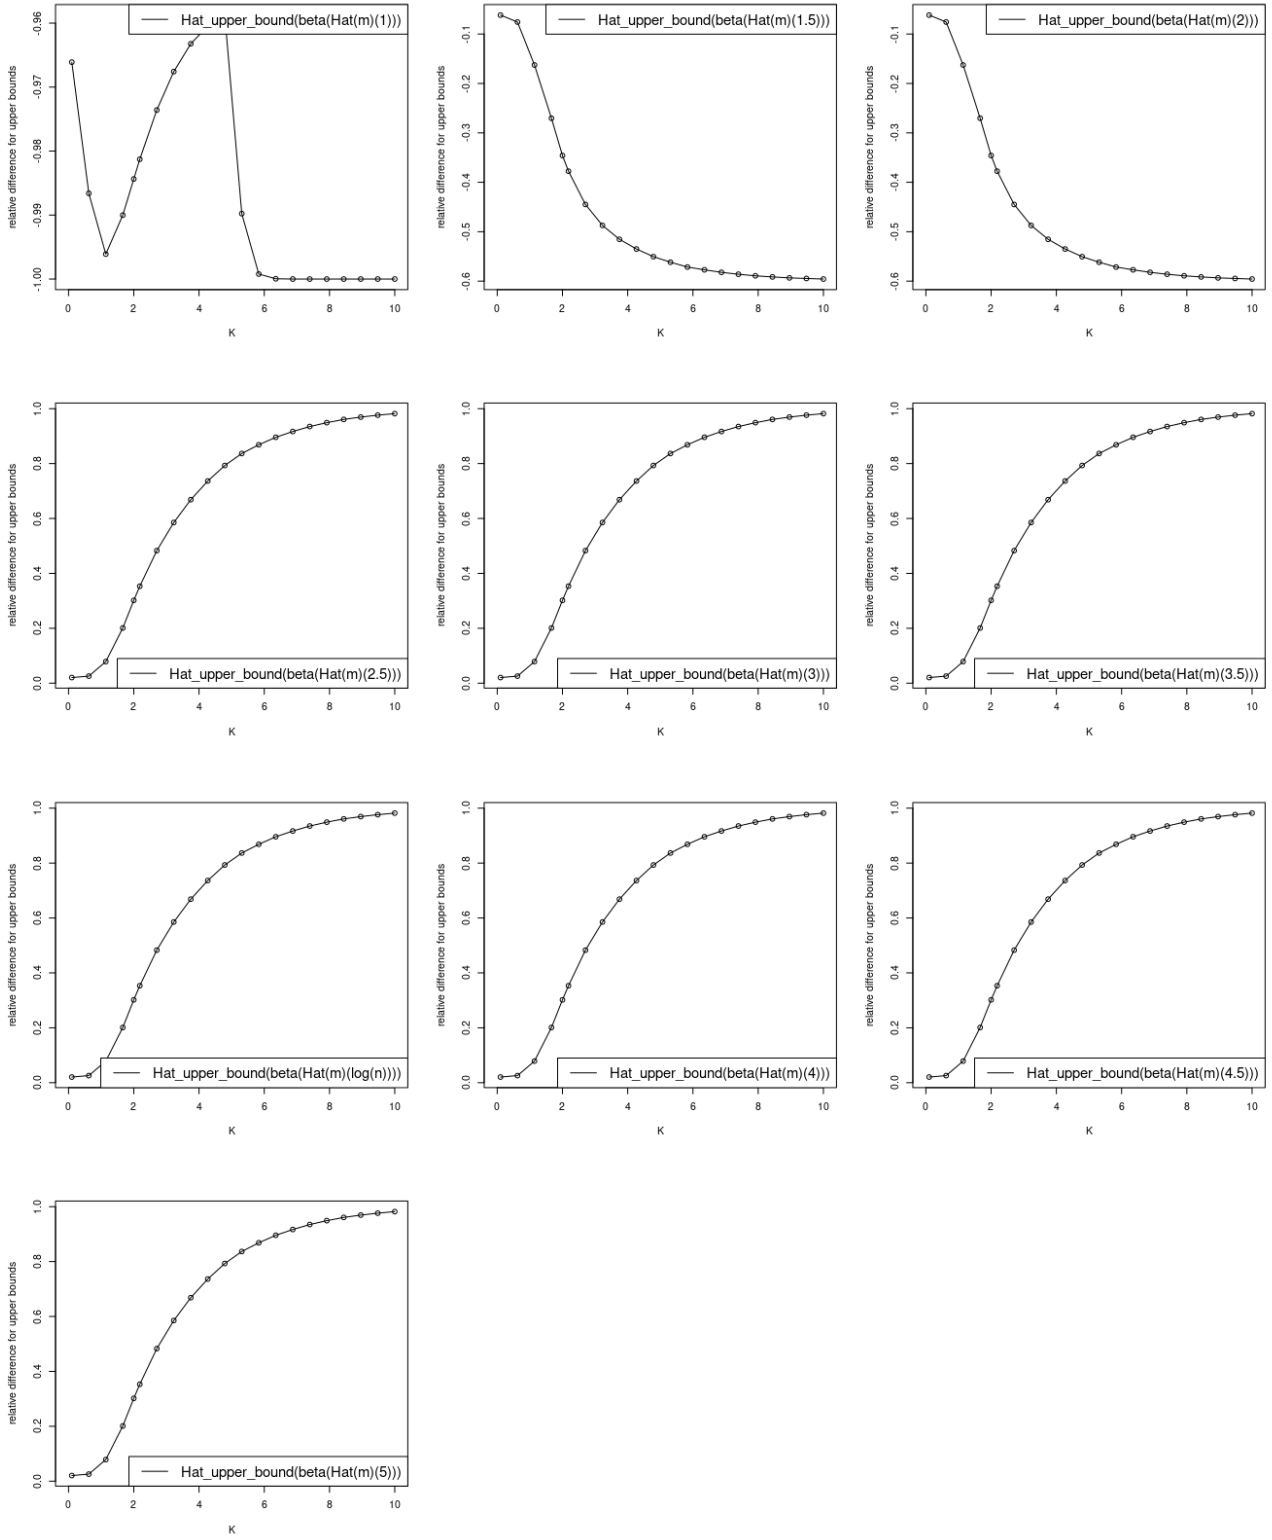 Hat_upper_bound(beta(Hat(m)(1)))
relative difference for upper bounds
-0.96
-0.97
-0.98
-0.99
-1.00
0 2 4 6 8 10
K
Hat_upper_bound(beta(Hat(m)(1.5)))
relative difference for upper bounds
-0.1
-0.2
-0.3
-0.4
-0.5
-0.6
0 2 4 6 8 10
K
Hat_upper_bound(beta(Hat(m)(2)))
relative difference for upper bounds
-0.1
-0.2
-0.3
-0.4
-0.5
-0.6
0 2 4 6 8 10
K
relative difference for upper bounds
1.0
0.8
0.6
0.4
0.2
0.0
Hat_upper_bound(beta(Hat(m)(2.5)))
0 2 4 6 8 10
K
relative difference for upper bounds
1.0
0.8
0.6
0.4
0.2
0.0
Hat_upper_bound(beta(Hat(m)(3)))
0 2 4 6 8 10
K
relative difference for upper bounds
1.0
0.8
0.6
0.4
0.2
0.0
Hat_upper_bound(beta(Hat(m)(3.5)))
0 2 4 6 8 10
K
relative difference for upper bounds
1.0
0.8
0.6
0.4
0.2
0.0
Hat_upper_bound(beta(Hat(m)(log(n))))
0 2 4 6 8 10
K
relative difference for upper bounds
1.0
0.8
0.6
0.4
0.2
0.0
Hat_upper_bound(beta(Hat(m)(4)))
0 2 4 6 8 10
K
relative difference for upper bounds
1.0
0.8
0.6
0.4
0.2
0.0
Hat_upper_bound(beta(Hat(m)(4.5)))
0 2 4 6 8 10
K
relative difference for upper bounds
1.0
0.8
0.6
0.4
0.2
0.0
Hat_upper_bound(beta(Hat(m)(5)))
0 2 4 6 8 10
K